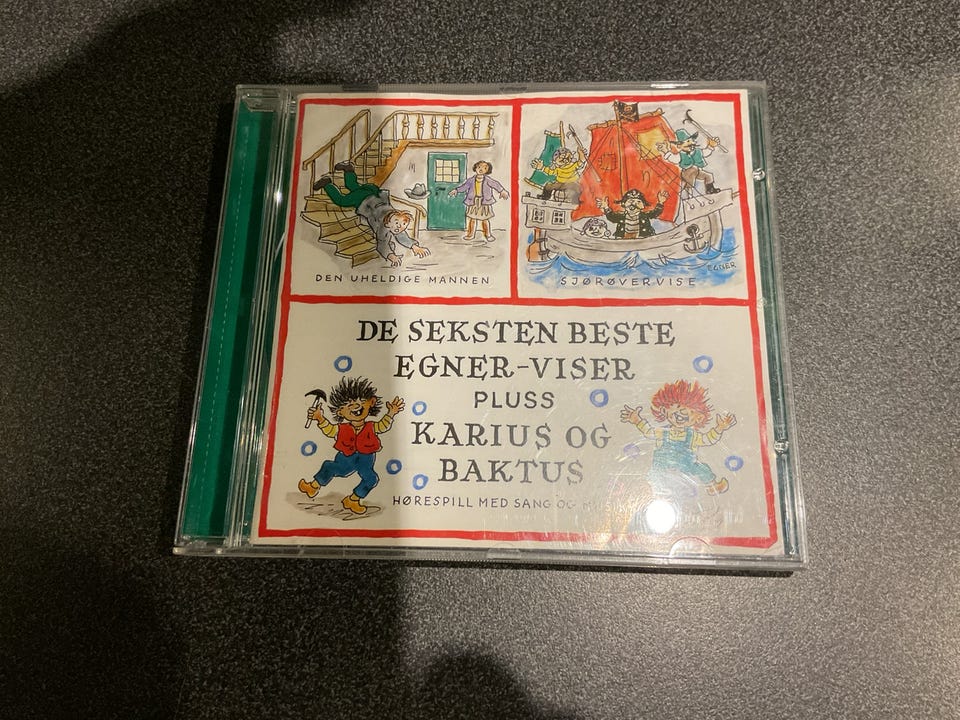 DEN UHELDIGE MANNEN
EGNER
SJØRØVERVISE
DE SEKSTEN BESTE
EGNER-VISER
PLUSS
KARIUS OG
BAKTUS
HØRESPILL MED SANG OG